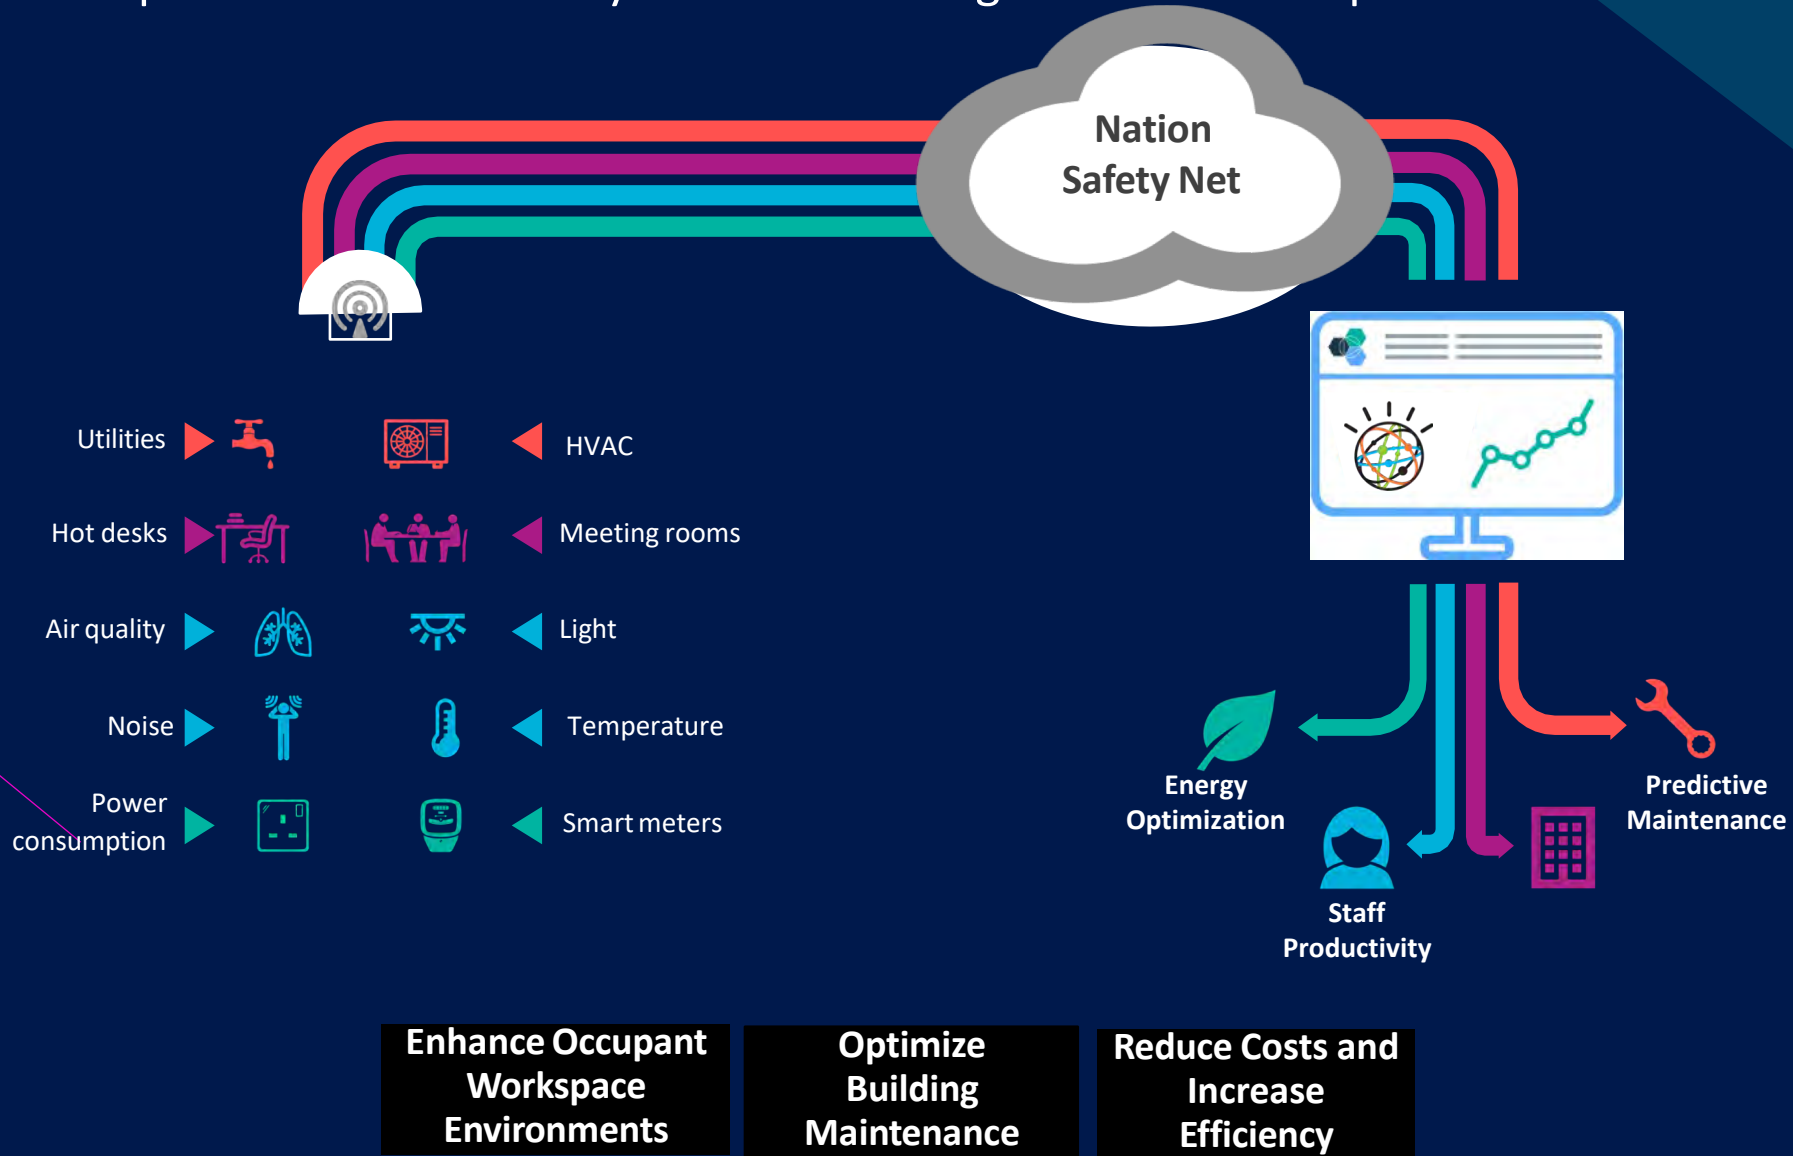 Nation
Safety Net
Utilities
HVAC
Hot desks
Meeting rooms
Air quality
Light
Noise
Temperature
Power
consumption
Smart meters
Energy
Optimization
Predictive
Maintenance
Staff
Productivity
Enhance Occupant
Workspace
Environments
Optimize
Building
Maintenance
Reduce Costs and
Increase
Efficiency